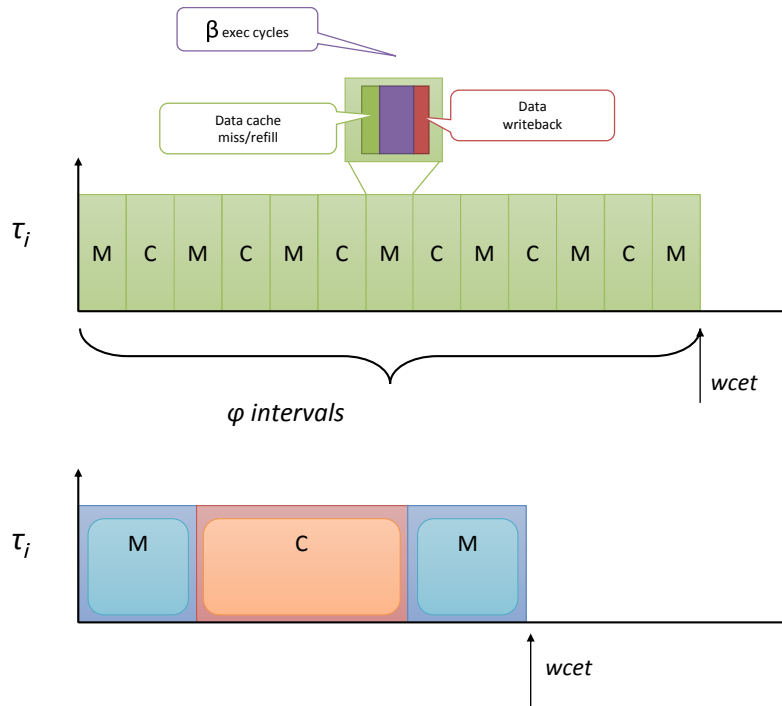 β exec cycles
Data cache
miss/refill
Data
writeback
τi
M C M C M C M C M C M C M
wcet
φ intervals
τi
M C M
wcet